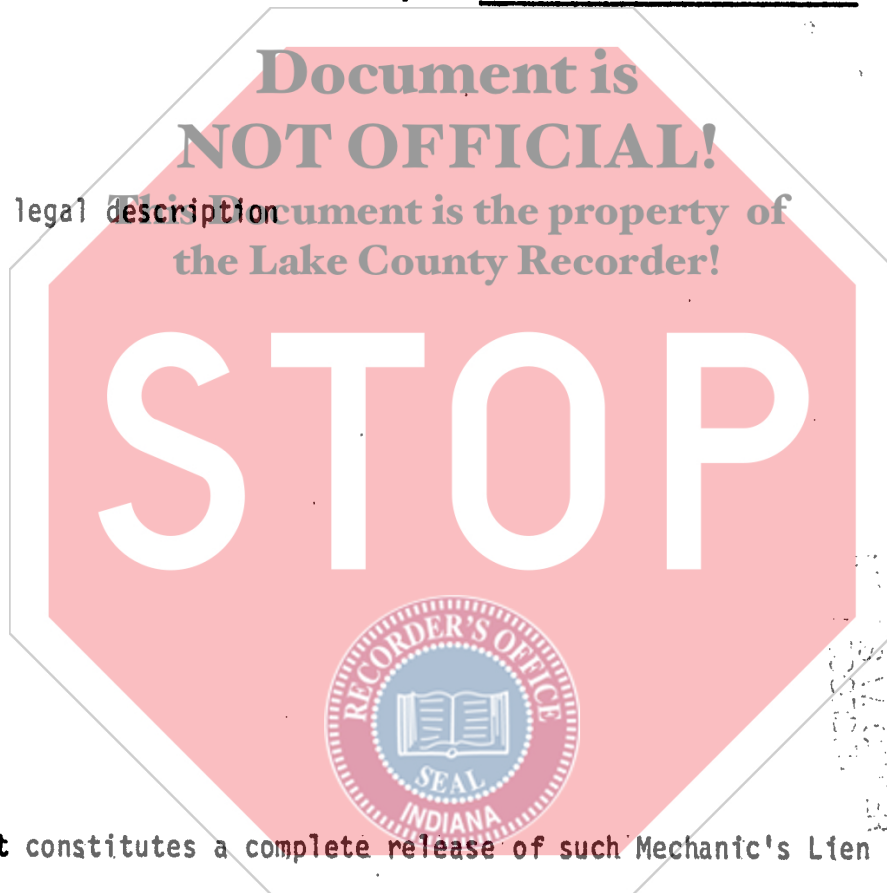 Document is
NOT OFFICIAL!
legal description
This Document is the property of
the Lake County Recorder!
STOP
RECORDER'S OFFICE
SEAL
INDIANA
constitutes a complete release of such Mechanic's Lien